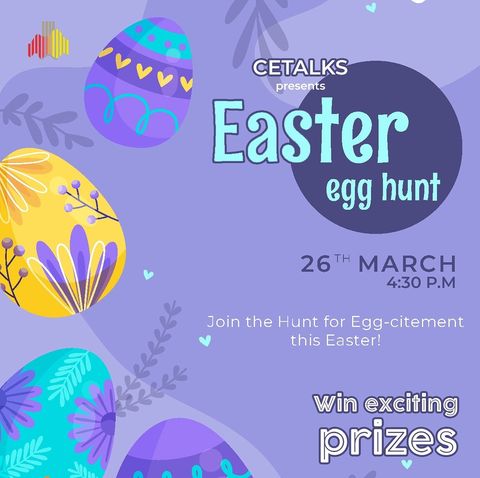 CETALKS
presents
Easter
egg hunt
26TH MARCH
4:30 P.M
Join the Hunt for Egg-citement
this Easter!
Win exciting
prizes